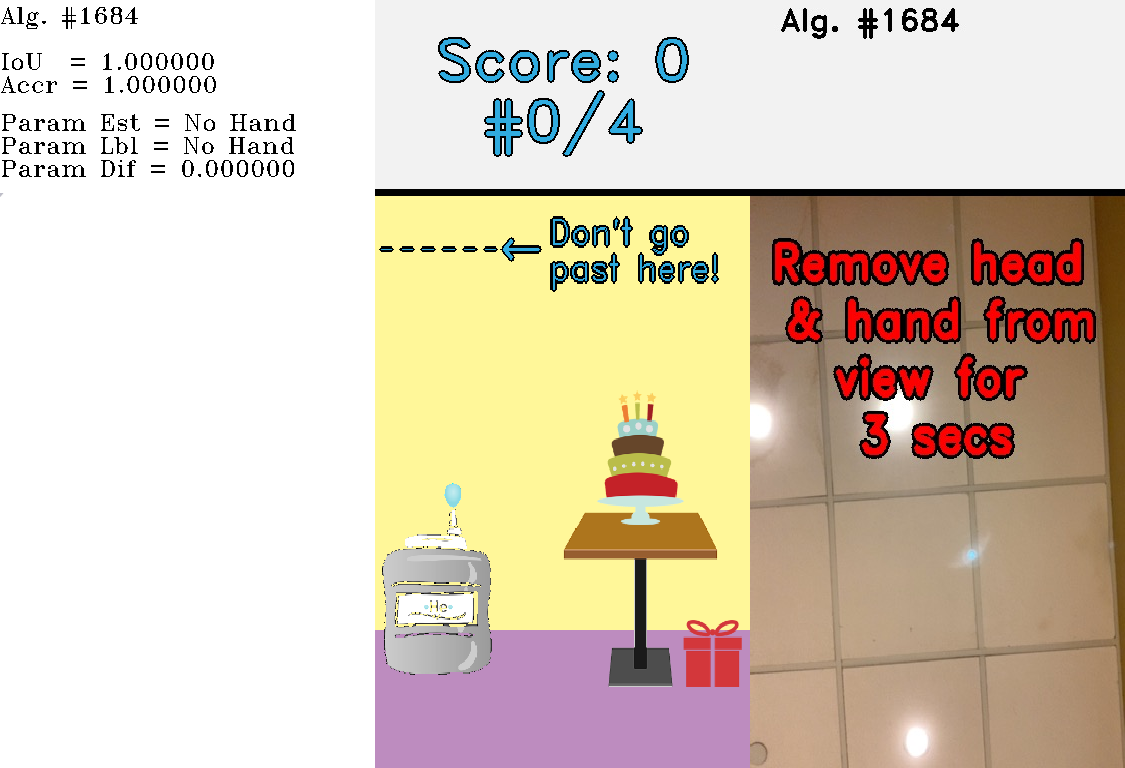 Alg. #1684
IoU = 1.000000
Accr = 1.000000
Param Est = No Hand
Param Lbl = No Hand
Param Dif = 0.000000
Score: 0
#0/4
Alg. #1684
Don't go
past here!
Remove head
& hand from
view for
3 secs